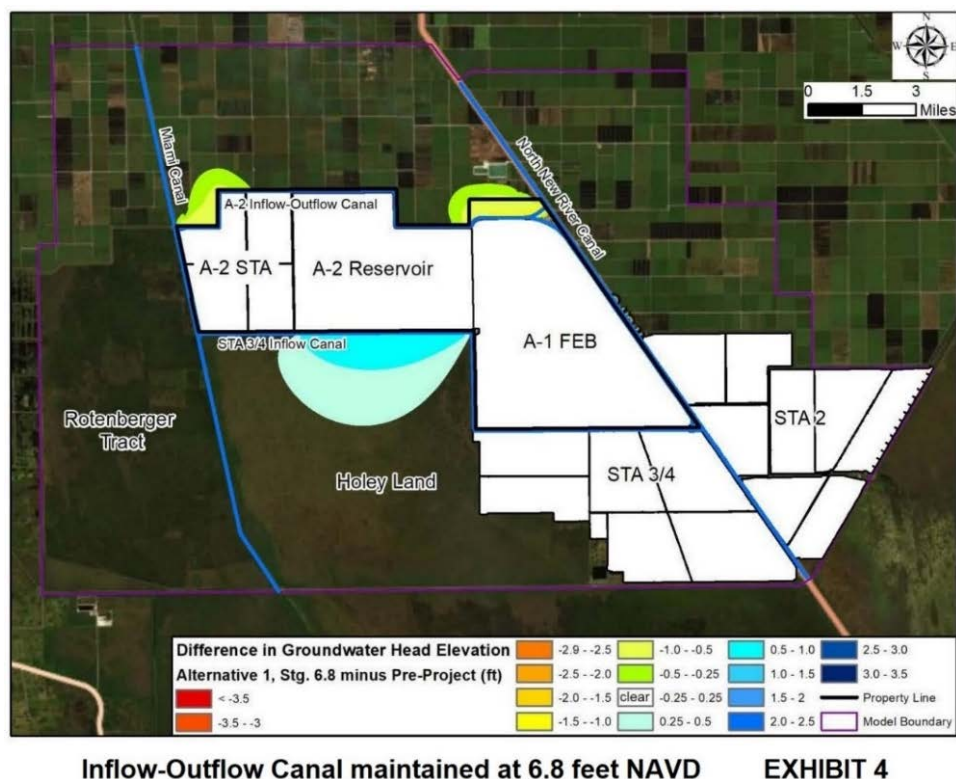 N
W E
S
0 1.5 3
Miles
Miami Canal
North New River Canal
A-2 Inflow-Outflow Canal
A-2 STA
A-2 Reservoir
STA 3/4 Inflow Canal
A-1 FEB
Rotenberger
Tract
Holey Land
STA 2
STA 3/4
Difference in Groundwater Head Elevation
Alternative 1, Stg. 6.8 minus Pre-Project (ft)
< -3.5
-3.5 - -3
-2.9 - -2.5
-2.5 - -2.0
-2.0 - -1.5
-1.5 - -1.0
-1.0 - -0.5
-0.5 - -0.25
clear -0.25 - 0.25
0.25 - 0.5
0.5 - 1.0
1.0 - 1.5
1.5 - 2
2.0 - 2.5
2.5 - 3.0
3.0 - 3.5
Property Line
Model Boundary
Inflow-Outflow Canal maintained at 6.8 feet NAVD EXHIBIT 4